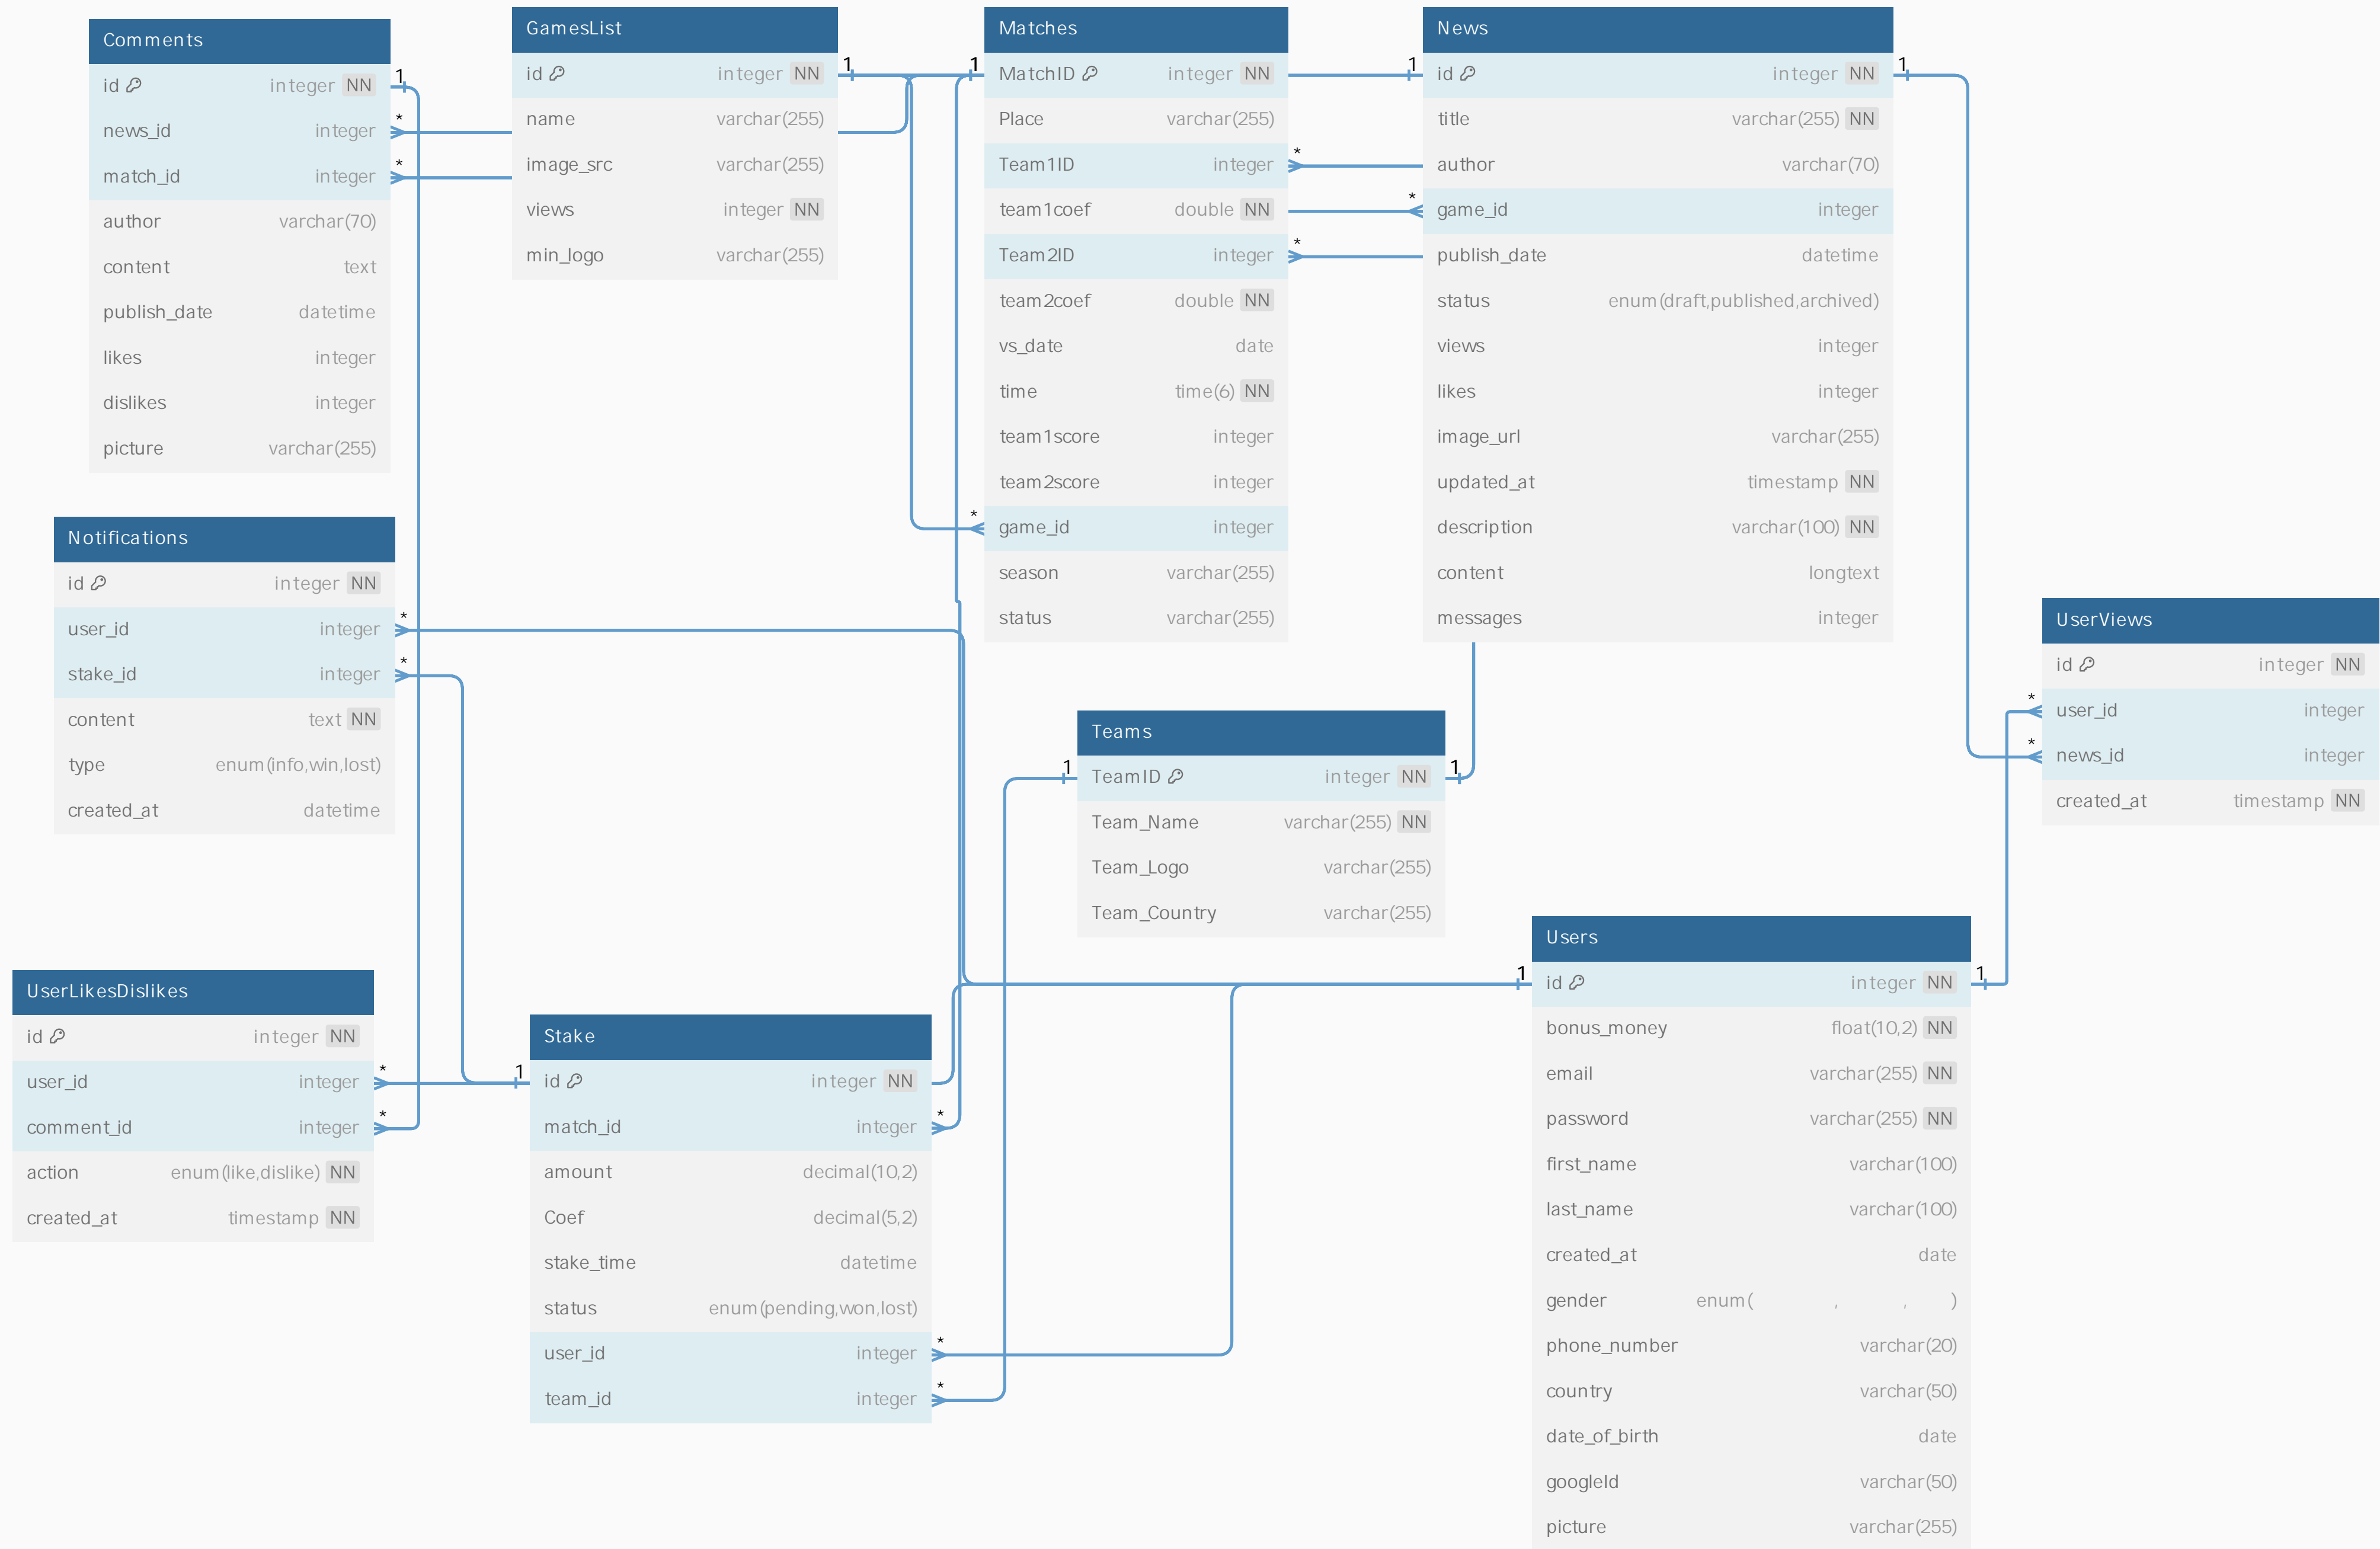 Comments
id integer NN
news_id integer
match_id integer
author varchar(70)
content text
publish_date datetime
likes integer
dislikes integer
picture varchar(255)
GamesList
id integer NN
name varchar(255)
image_src varchar(255)
views integer NN
min_logo varchar(255)
Matches
MatchID integer NN
Place varchar(255)
Team1ID integer
team1coef double NN
Team2ID integer
team2coef double NN
vs_date date
time time(6) NN
team1score integer
team2score integer
game_id integer
season varchar(255)
status varchar(255)
News
id integer NN
title varchar(255) NN
author varchar(70)
game_id integer
publish_date datetime
status enum(draft,published,archived)
views integer
likes integer
image_url varchar(255)
updated_at timestamp NN
description varchar(100) NN
content longtext
messages integer
Notifications
id integer NN
user_id integer
stake_id integer
content text NN
type enum(info,win,lost)
created_at datetime
UserViews
id integer NN
user_id integer
news_id integer
created_at timestamp NN
Teams
TeamID integer NN
Team_Name varchar(255) NN
Team_Logo varchar(255)
Team_Country varchar(255)
UserLikesDislikes
id integer NN
user_id integer
comment_id integer
action enum(like,dislike) NN
created_at timestamp NN
Stake
id integer NN
match_id integer
amount decimal(10,2)
Coef decimal(5,2)
stake_time datetime
status enum(pending,won,lost)
user_id integer
team_id integer
Users
id integer NN
bonus_money float(10,2) NN
email varchar(255) NN
password varchar(255) NN
first_name varchar(100)
last_name varchar(100)
created_at date
gender enum( , , )
phone_number varchar(20)
country varchar(50)
date_of_birth date
googleId varchar(50)
picture varchar(255)
1
*
*
1
1
1
*
*
*
1
*
*
*
1
1
*
*
1
1
*
*
1
*
*
*
1